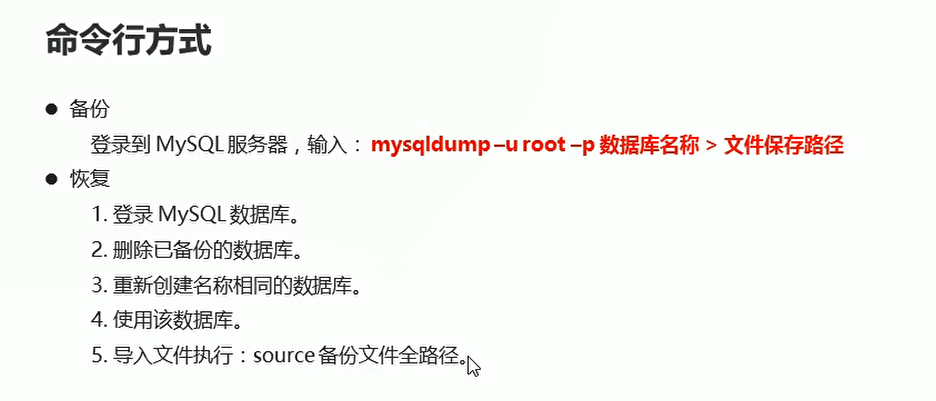 命令行方式
● 备份
登录到 MySQL 服务器，输入： mysqldump –u root –p 数据库名称 > 文件保存路径
● 恢复
1. 登录 MySQL 数据库。
2. 删除已备份的数据库。
3. 重新创建名称相同的数据库。
4. 使用该数据库。
5. 导入文件执行：source 备份文件全路径。